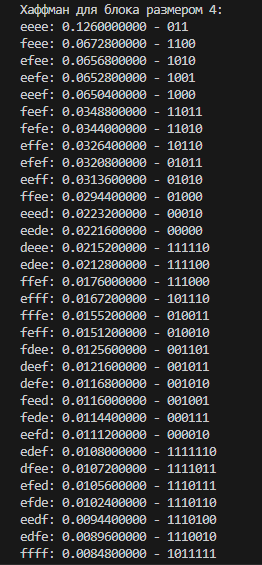 Хаффман для блока размером 4:
eeee: 0.1260000000 - 011
feee: 0.0672800000 - 1100
efee: 0.0656800000 - 1010
eefe: 0.0652800000 - 1001
eeef: 0.0650400000 - 1000
feef: 0.0348800000 - 11011
fefe: 0.0344000000 - 11010
effe: 0.0326400000 - 10110
efef: 0.0320800000 - 01011
eeff: 0.0313600000 - 01010
ffee: 0.0294400000 - 01000
eeed: 0.0223200000 - 00010
eede: 0.0221600000 - 00000
deee: 0.0215200000 - 111110
edee: 0.0212800000 - 111100
ffef: 0.0176000000 - 111000
efff: 0.0167200000 - 101110
fffe: 0.0155200000 - 010011
feff: 0.0151200000 - 010010
fdee: 0.0125600000 - 001101
deef: 0.0121600000 - 001011
defe: 0.0116800000 - 001010
feed: 0.0116000000 - 001001
fede: 0.0114400000 - 000111
eefd: 0.0111200000 - 000010
edef: 0.0108000000 - 1111110
dfee: 0.0107200000 - 1111011
efed: 0.0105600000 - 1110111
efde: 0.0102400000 - 1110110
eedf: 0.0094400000 - 1110100
edfe: 0.0089600000 - 1110010
ffff: 0.0084800000 - 1011111